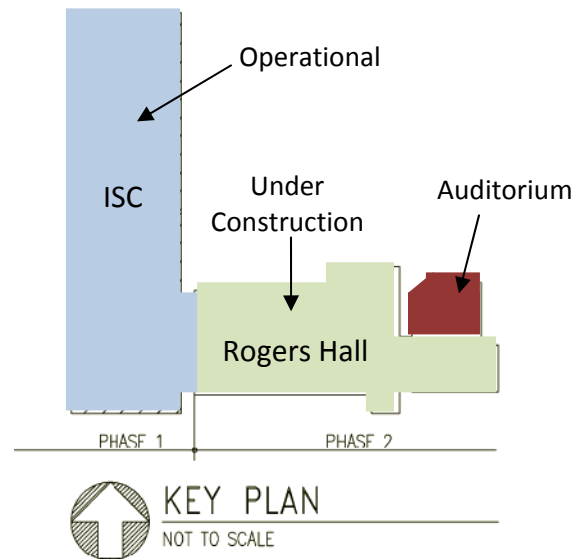 Operational
ISC
Under
Construction
Auditorium
Rogers Hall
PHASE 1
PHASE 2
KEY PLAN
NOT TO SCALE